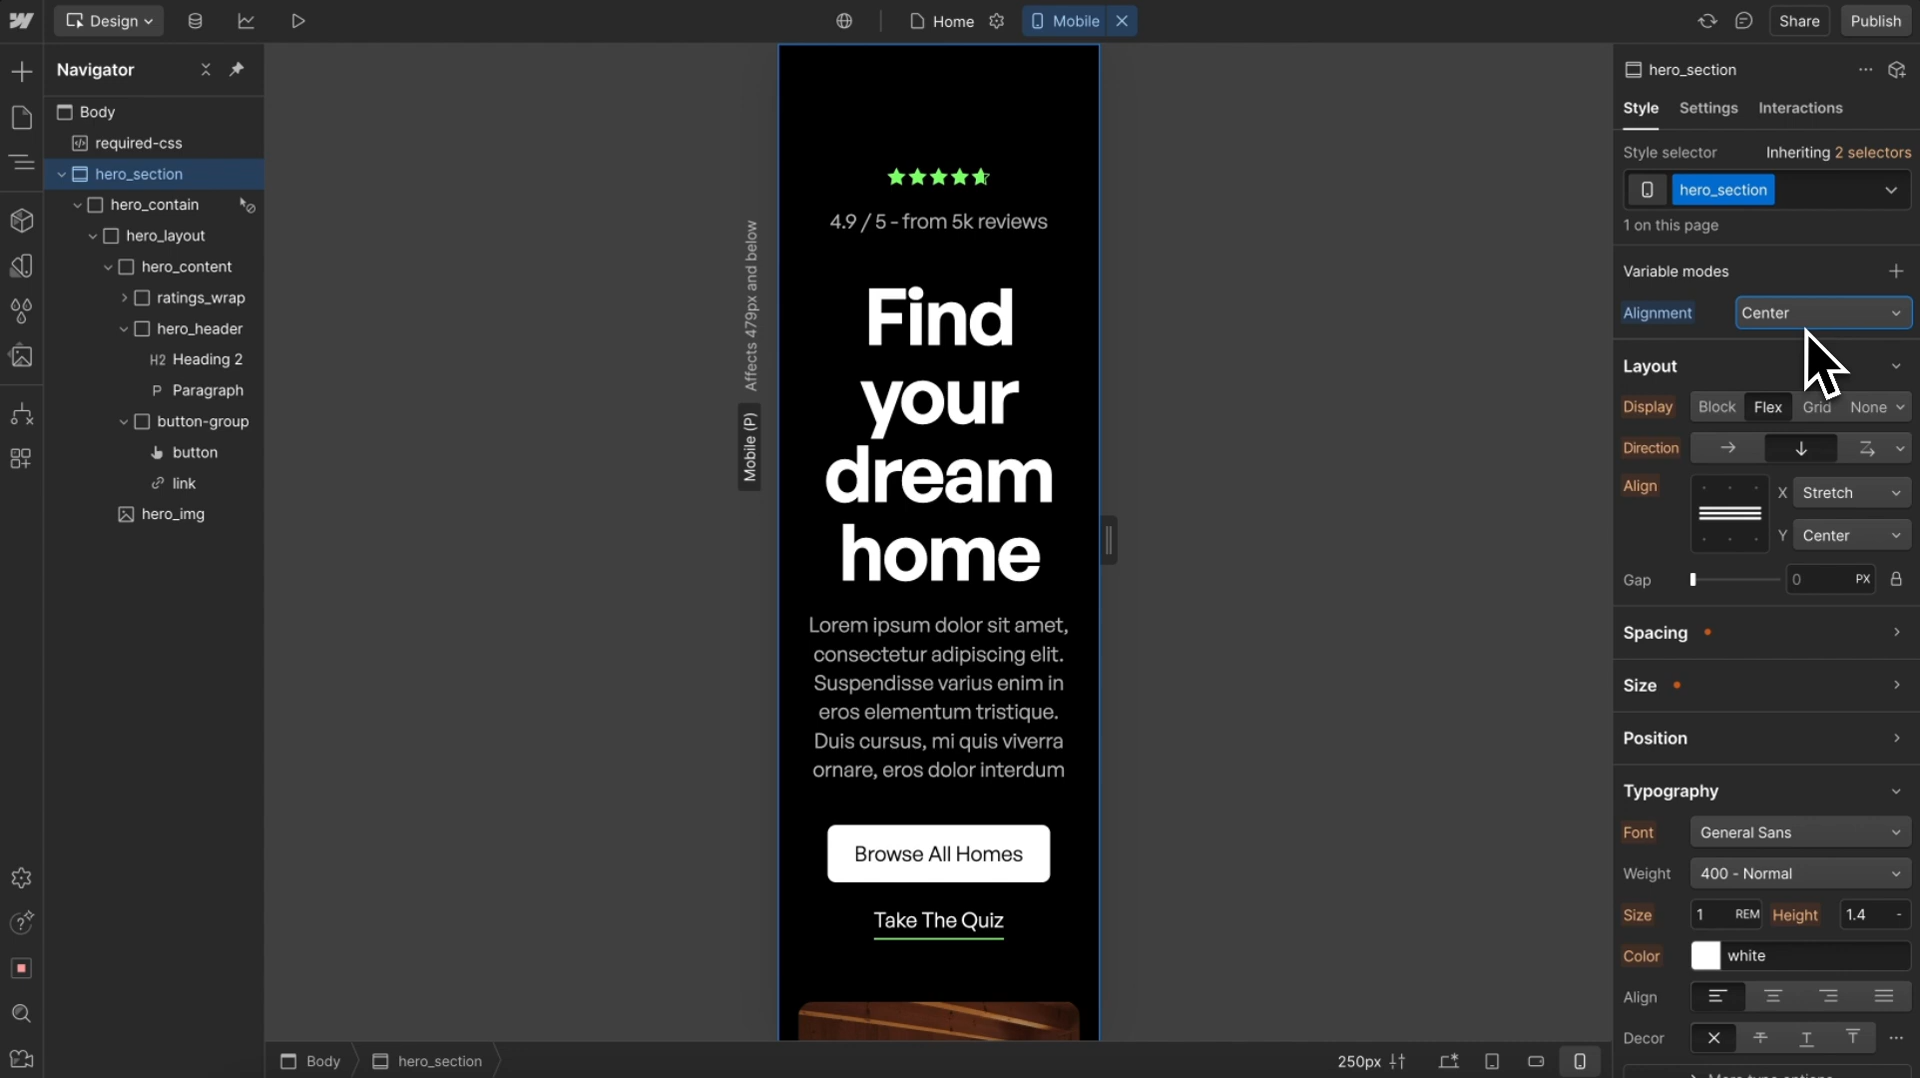 Design
Home
Mobile
Share
Publish
Navigator
Body
required-css
hero_section
hero_contain
hero_layout
hero_content
ratings_wrap
hero_header
H2 Heading 2
P Paragraph
button-group
button
link
hero_img
Affects 479px and below
Mobile (P)
4.9 / 5 - from 5k reviews
Find
your
dream
home
Lorem ipsum dolor sit amet,
consectetur adipiscing elit.
Suspendisse varius enim in
eros elementum tristique.
Duis cursus, mi quis viverra
ornare, eros dolor interdum
Browse All Homes
Take The Quiz
Body
hero_section
250px
hero_section
Style Settings Interactions
Style selector Inheriting 2 selectors
hero_section
1 on this page
Variable modes
Alignment Center
Layout
Display Block Flex Grid None
Direction
Align X Stretch
Y Center
Gap 0 PX
Spacing
Size
Position
Typography
Font General Sans
Weight 400 - Normal
Size 1 REM Height 1.4 -
Color white
Align
Decor
More type options